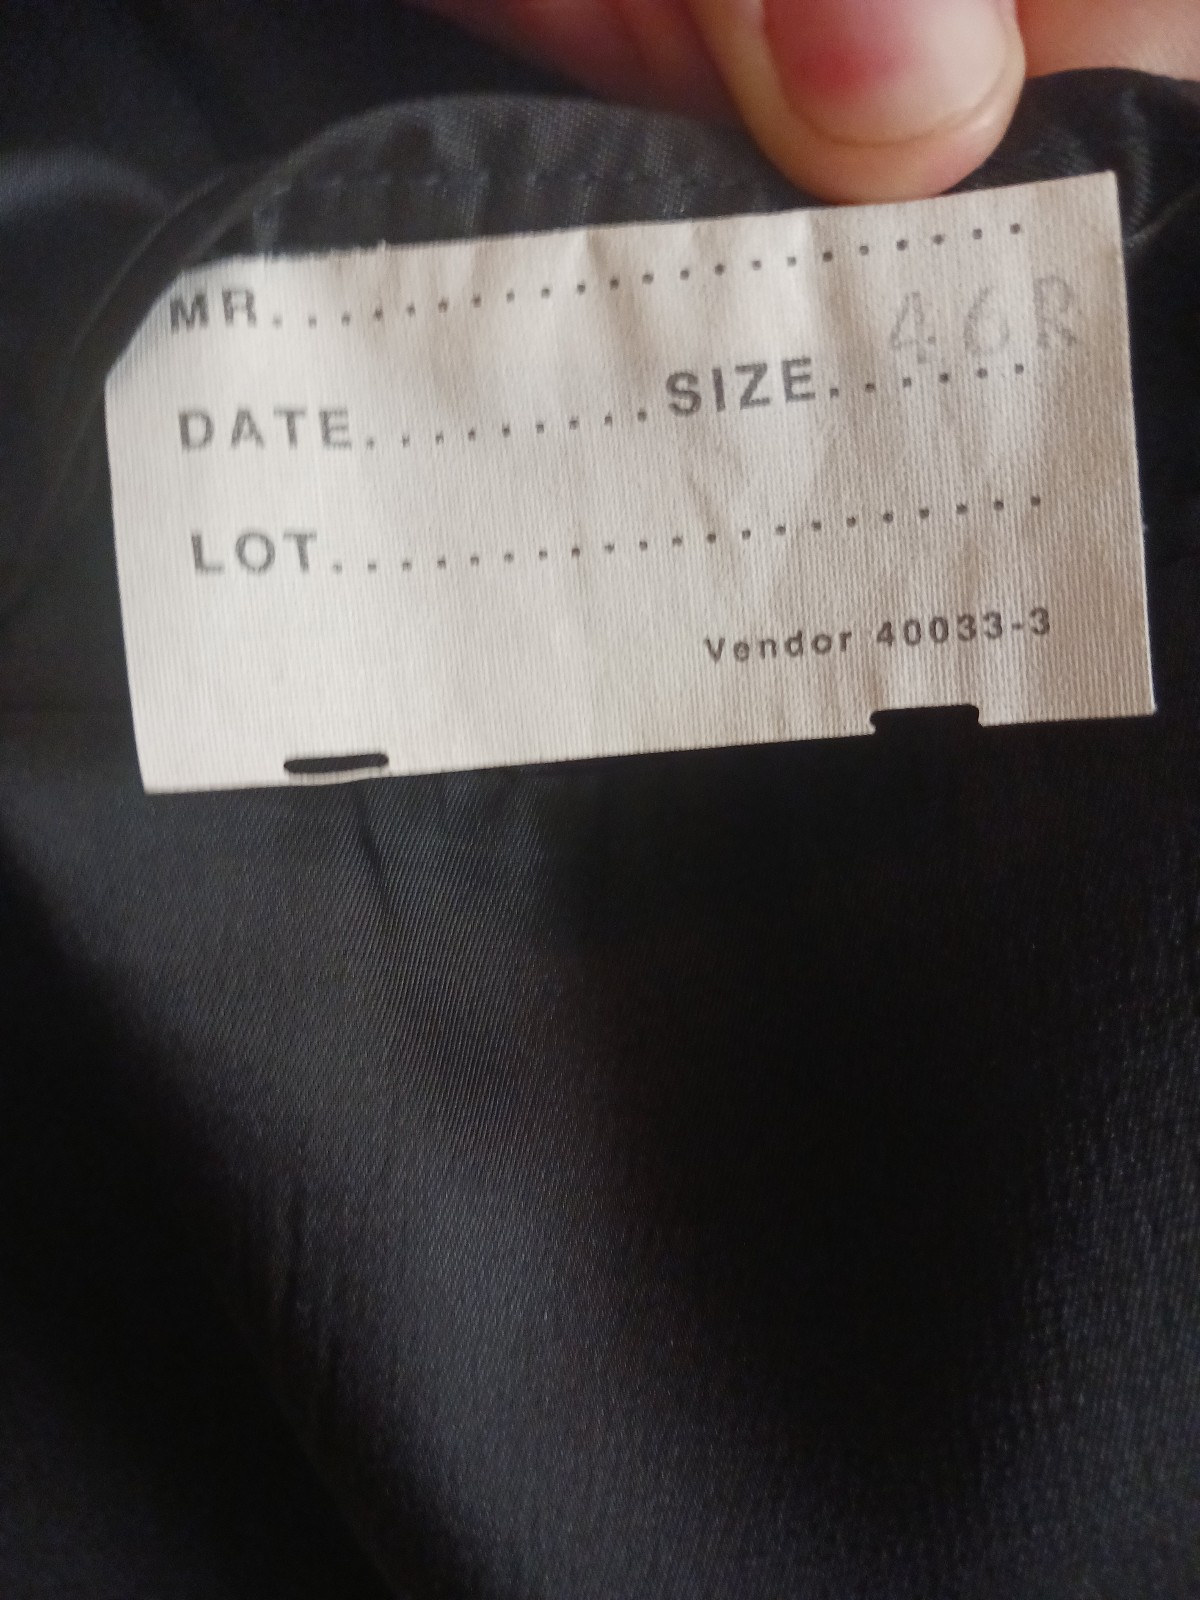 MR. . . . . . . . . . . . . . . . . . . . . .
DATE. . . . . . . . . SIZE. . . . . . 46R
LOT. . . . . . . . . . . . . . . . . . . . .
Vendor 40033-3